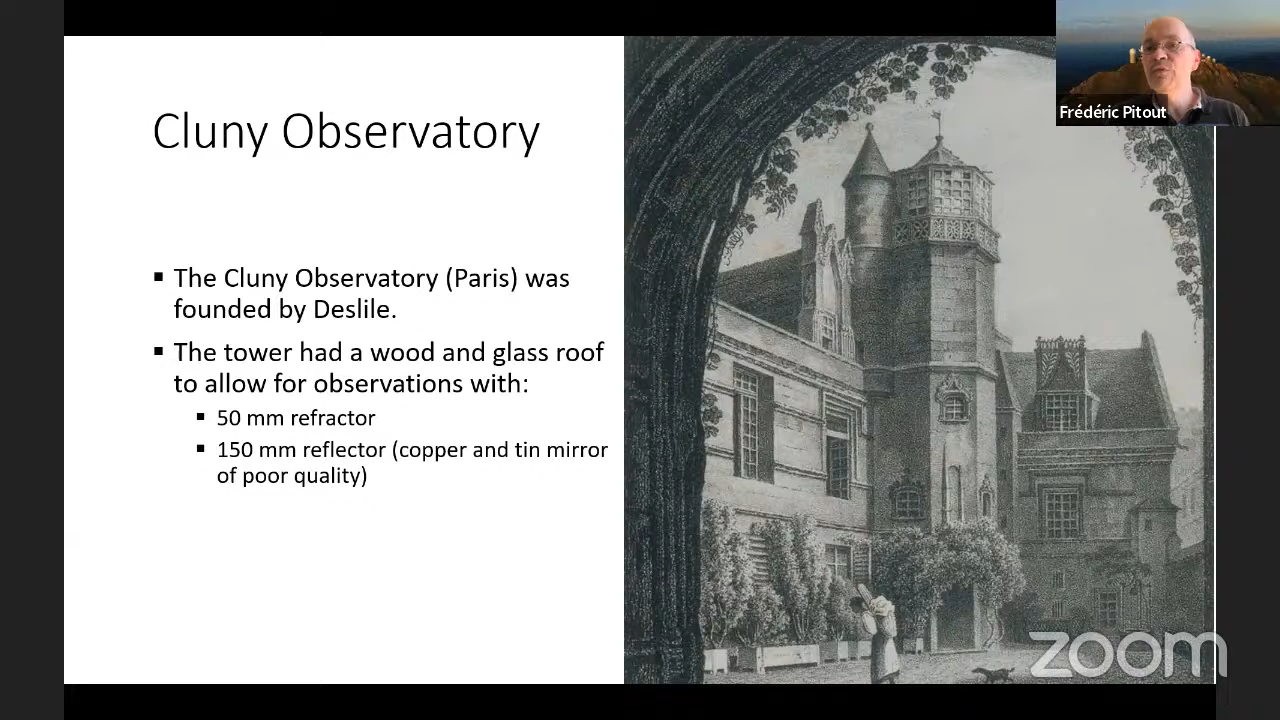 Cluny Observatory
▪ The Cluny Observatory (Paris) was
founded by Deslile.
▪ The tower had a wood and glass roof
to allow for observations with:
▪ 50 mm refractor
▪ 150 mm reflector (copper and tin mirror
of poor quality)
Frédéric Pitout
zoom